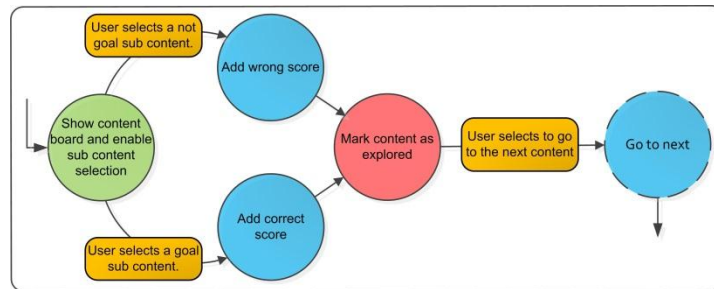 User selects a not
goal sub content.
Add wrong score
Show content
board and enable
sub content
selection
Mark content as
explored
User selects to go
to the next content
Go to next
Add correct
score
User selects a goal
sub content.